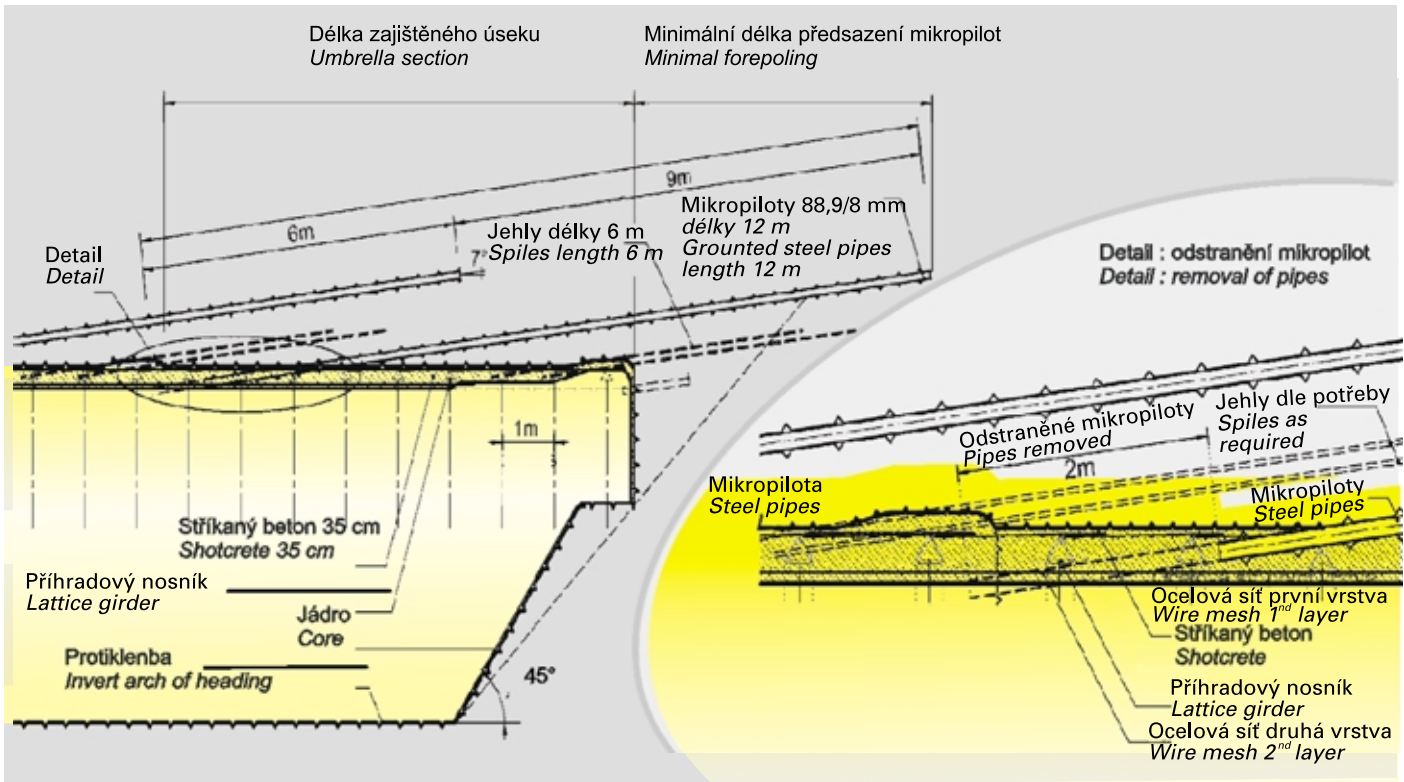 Délka zajištěného úseku
Umbrella section
Minimální délka předsazení mikropilot
Minimal forepoling
9m
6m
Mikropiloty 88,9/8 mm
délky 12 m
Grounted steel pipes
length 12 m
Jehly délky 6 m
Spiles length 6 m
7°
Detail
Detail
1m
Stříkaný beton 35 cm
Shotcrete 35 cm
Příhradový nosník
Lattice girder
Jádro
Core
Protiklenba
Invert arch of heading
45°
Detail : odstranění mikropilot
Detail : removal of pipes
Jehly dle potřeby
Spiles as
required
Odstraněné mikropiloty
Pipes removed
2m
Mikropilota
Steel pipes
Mikropiloty
Steel pipes
Ocelová síť první vrstva
Wire mesh 1nd layer
Stříkaný beton
Shotcrete
Příhradový nosník
Lattice girder
Ocelová síť druhá vrstva
Wire mesh 2nd layer